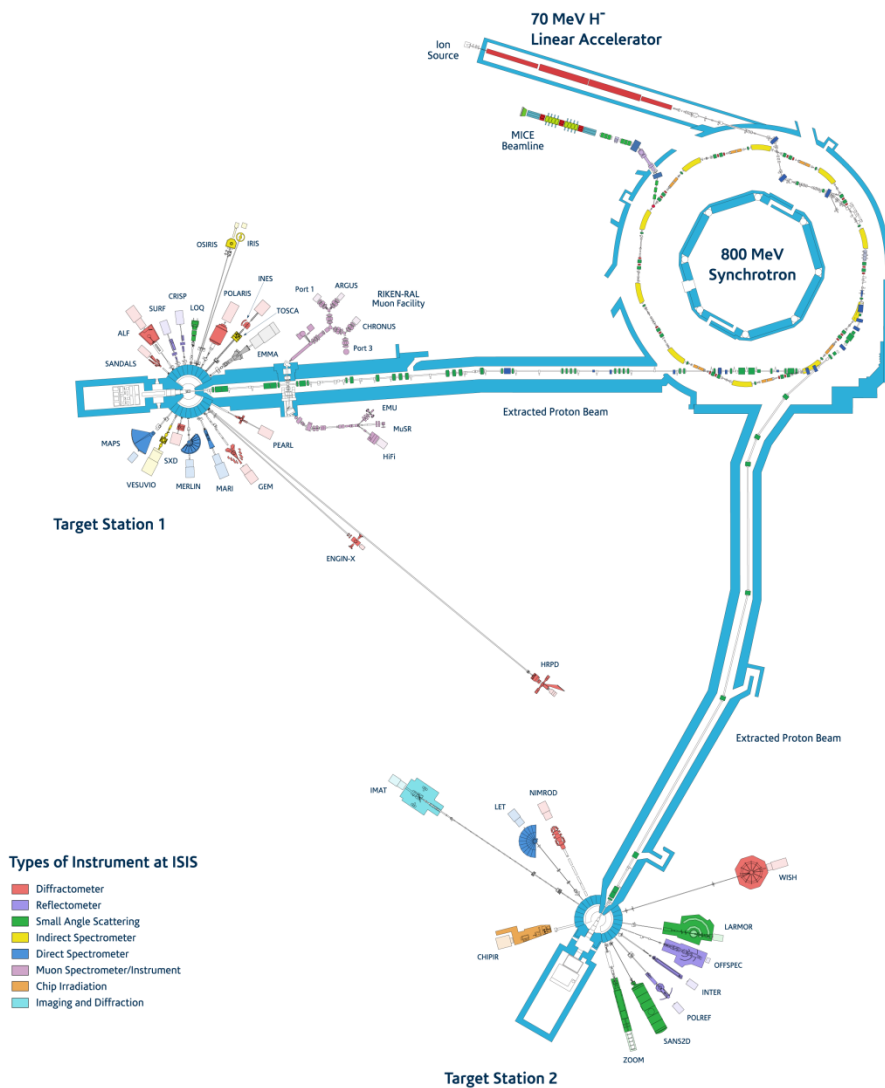 70 MeV H⁻
Linear Accelerator
Ion
Source
MICE
Beamline
800 MeV
Synchrotron
OSIRIS
IRIS
INES
POLARIS
TOSCA
CRISP
LOQ
SURF
ALF
EMMA
SANDALS
Port 1
ARGUS
RIKEN-RAL
Muon Facility
CHRONUS
Port 3
Extracted Proton Beam
EMU
MuSR
HiFi
PEARL
MAPS
SXD
VESUVIO
MERLIN
MARI
GEM
Target Station 1
ENGIN-X
HRPD
Extracted Proton Beam
IMAT
LET
NIMROD
WISH
LARMOR
OFFSPEC
CHIPIR
INTER
POLREF
SANS2D
ZOOM
Target Station 2
Types of Instrument at ISIS
Diffractometer
Reflectometer
Small Angle Scattering
Indirect Spectrometer
Direct Spectrometer
Muon Spectrometer/Instrument
Chip Irradiation
Imaging and Diffraction